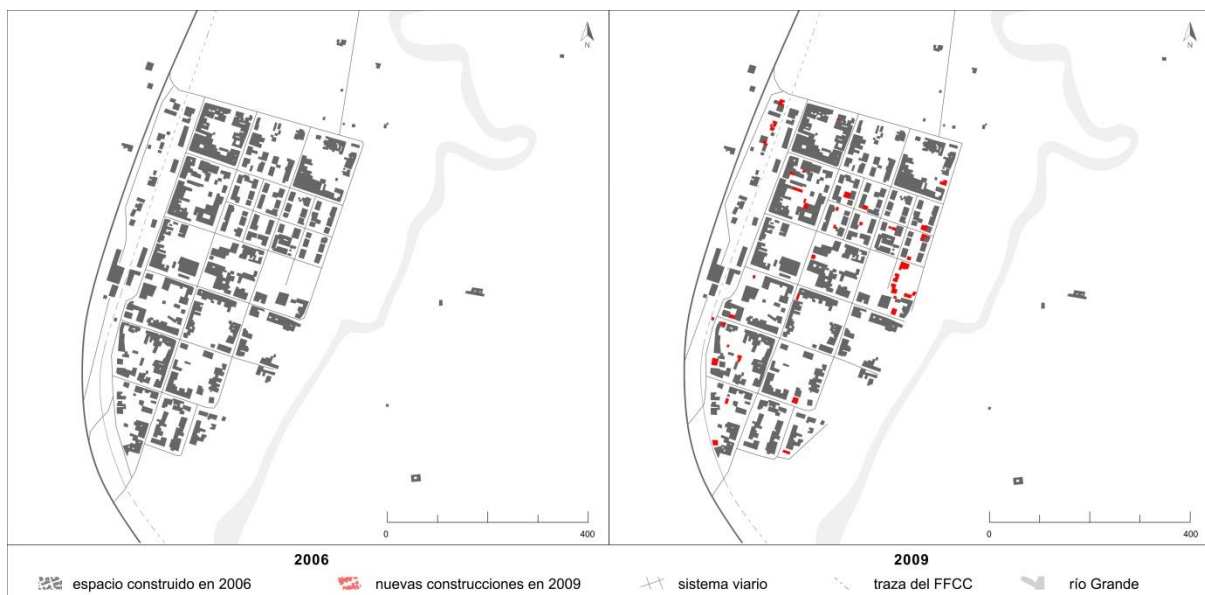 N
N
0 400
0 400
2006 2009
espacio construido en 2006 nuevas construcciones en 2009 sistema viario traza del FFCC río Grande